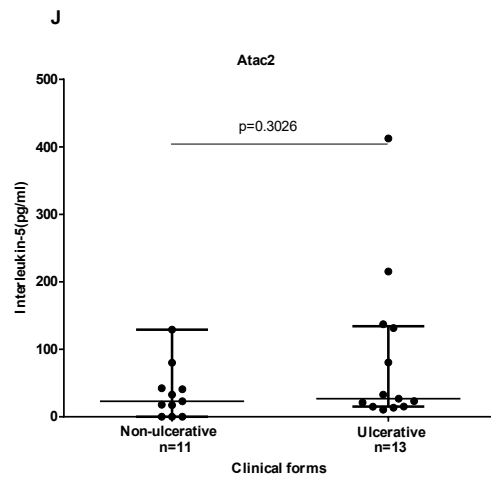 J
Atac2
Interleukin-5(pg/ml)
500
400
300
200
100
0
p=0.3026
Non-ulcerative
n=11
Ulcerative
n=13
Clinical forms